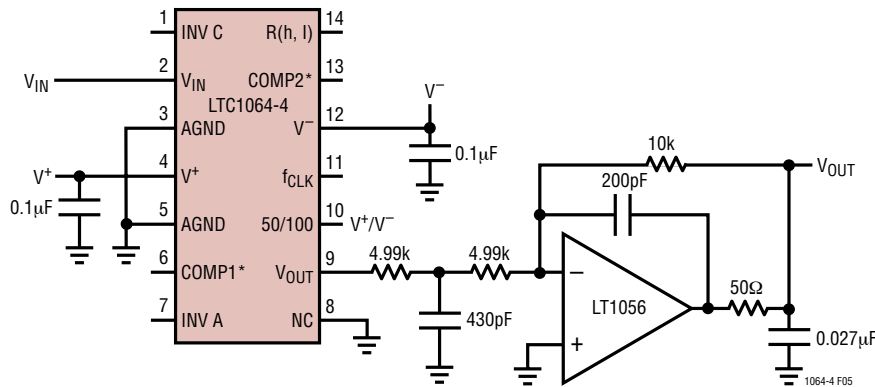 1 INV C R(h, I) 14
V_IN 2 V_IN COMP2* 13
LTC1064-4
3 AGND V⁻ 12 V⁻
0.1µF
V⁺ 4 V⁺ f_CLK 11
0.1µF
5 AGND 50/100 10 V⁺/V⁻
6 COMP1* V_OUT 9
7 INV A NC 8
4.99k
4.99k
430pF
10k
200pF
V_OUT
−
+
LT1056
50Ω
0.027µF
1064-4 F05